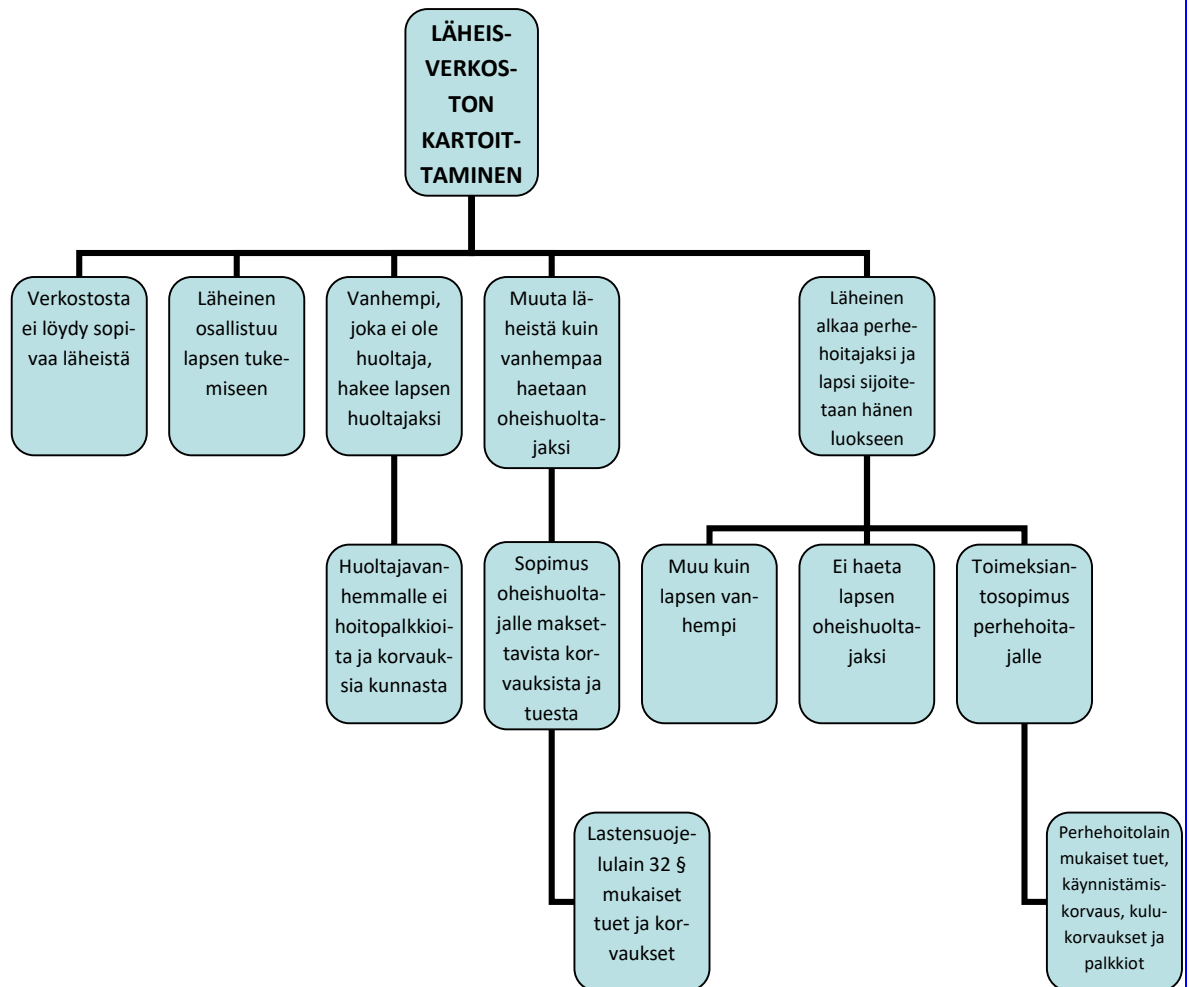 LÄHEIS-
VERKOS-
TON
KARTOIT-
TAMINEN
Verkostosta
ei löydy sopi-
vaa läheistä
Läheinen
osallistuu
lapsen tuke-
miseen
Vanhempi,
joka ei ole
huoltaja,
hakee lapsen
huoltajaksi
Muuta lä-
heistä kuin
vanhempaa
haetaan
oheishuolta-
jaksi
Läheinen
alkaa perhe-
hoitajaksi ja
lapsi sijoite-
taan hänen
luokseen
Huoltajavan-
hemmalle ei
hoitopalkkioi-
ta ja korvauk-
sia kunnasta
Sopimus
oheishuolta-
jalle makset-
tavista kor-
vauksista ja
tuesta
Muu kuin
lapsen van-
hempi
Ei haeta
lapsen
oheishuolta-
jaksi
Toimeksian-
tosopimus
perhehoita-
jalle
Lastensuoje-
lulain 32 §
mukaiset
tuet ja kor-
vaukset
Perhehoitolain
mukaiset tuet,
käynnistämis-
korvaus, kulu-
korvaukset ja
palkkiot